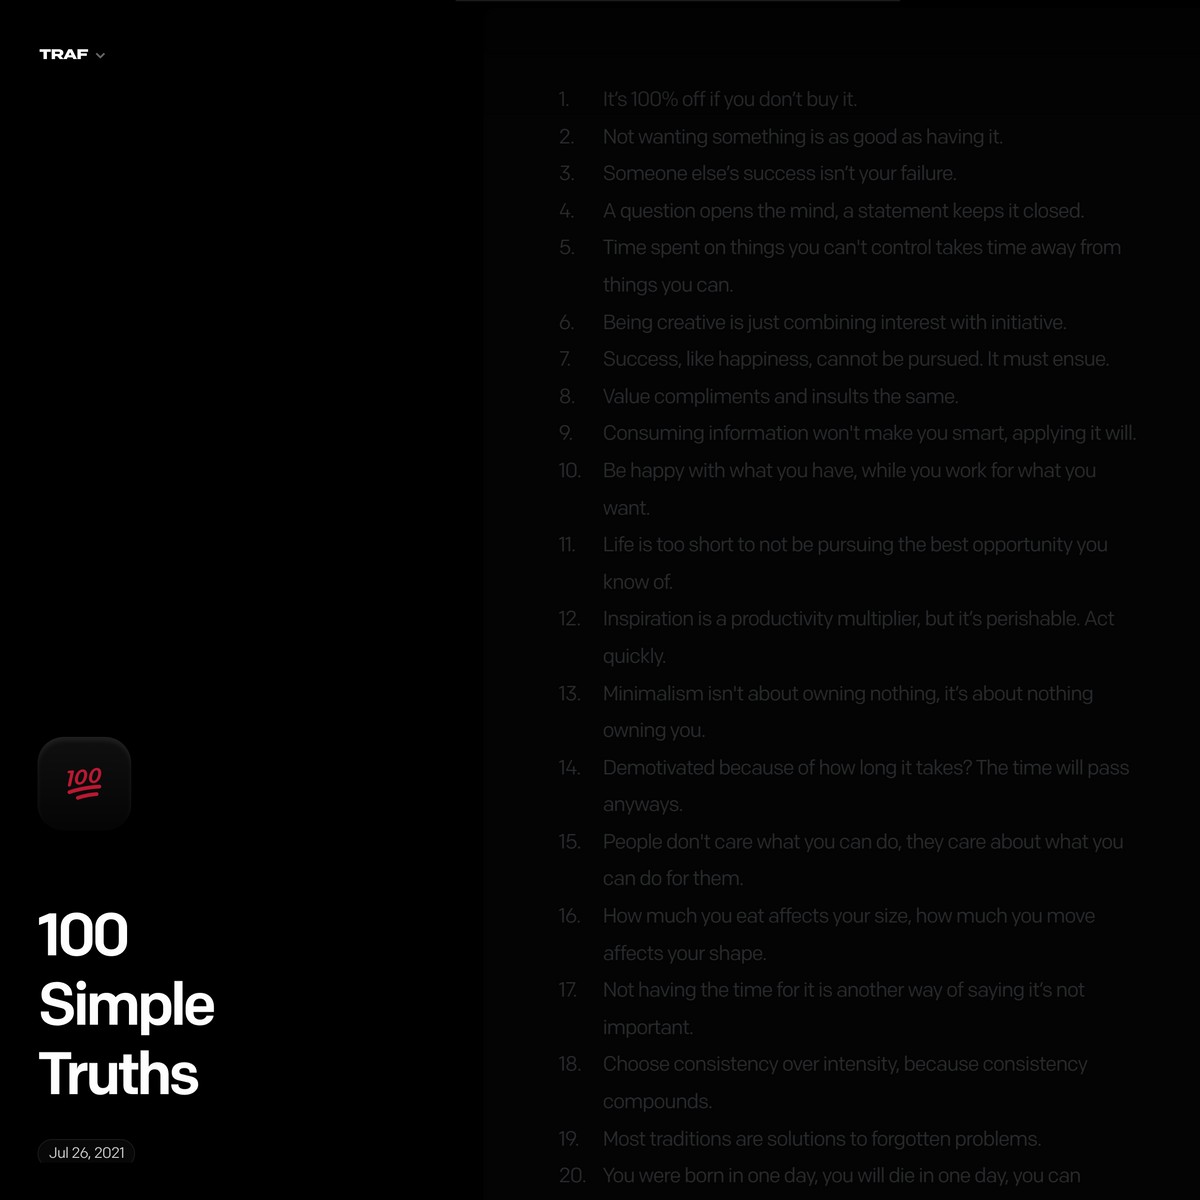 TRAF
1. It's 100% off if you don't buy it.
2. Not wanting something is as good as having it.
3. Someone else's success isn't your failure.
4. A question opens the mind, a statement keeps it closed.
5. Time spent on things you can't control takes time away from
things you can.
6. Being creative is just combining interest with initiative.
7. Success, like happiness, cannot be pursued. It must ensue.
8. Value compliments and insults the same.
9. Consuming information won't make you smart, applying it will.
10. Be happy with what you have, while you work for what you
want.
11. Life is too short to not be pursuing the best opportunity you
know of.
12. Inspiration is a productivity multiplier, but it's perishable. Act
quickly.
13. Minimalism isn't about owning nothing, it's about nothing
owning you.
14. Demotivated because of how long it takes? The time will pass
anyways.
15. People don't care what you can do, they care about what you
can do for them.
16. How much you eat affects your size, how much you move
affects your shape.
17. Not having the time for it is another way of saying it's not
important.
18. Choose consistency over intensity, because consistency
compounds.
19. Most traditions are solutions to forgotten problems.
20. You were born in one day, you will die in one day, you can
100
100
Simple
Truths
Jul 26, 2021